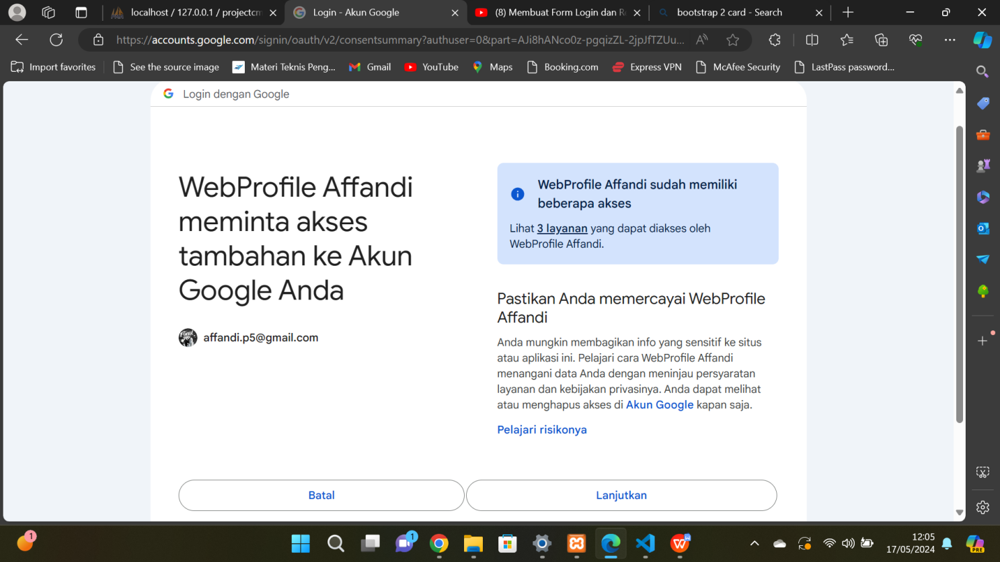 localhost / 127.0.0.1 / projectcm
Login - Akun Google
(8) Membuat Form Login dan Re
bootstrap 2 card - Search
https://accounts.google.com/signin/oauth/v2/consentsummary?authuser=0&part=AJi8hANco0z-pgqizZL-2jpJfTZUu...
Import favorites
See the source image
Materi Teknis Peng...
Gmail
YouTube
Maps
Booking.com
Express VPN
McAfee Security
LastPass password...
Login dengan Google
WebProfile Affandi
meminta akses
tambahan ke Akun
Google Anda
affandi.p5@gmail.com
WebProfile Affandi sudah memiliki
beberapa akses
Lihat 3 layanan yang dapat diakses oleh
WebProfile Affandi.
Pastikan Anda memercayai WebProfile
Affandi
Anda mungkin membagikan info yang sensitif ke situs
atau aplikasi ini. Pelajari cara WebProfile Affandi
menangani data Anda dengan meninjau persyaratan
layanan dan kebijakan privasinya. Anda dapat melihat
atau menghapus akses di Akun Google kapan saja.
Pelajari risikonya
Batal
Lanjutkan
1
1
12:05
17/05/2024
PRE